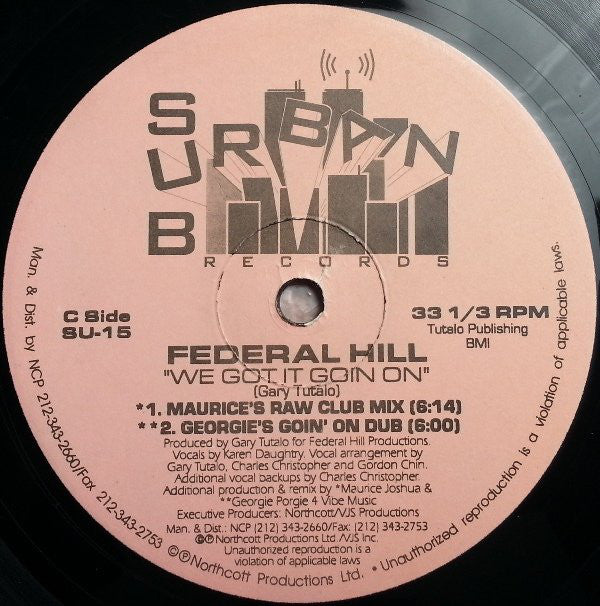 SUB
URBAN
RECORDS
C Side
SU-15
33 1/3 RPM
Tutalo Publishing
BMI
FEDERAL HILL
"WE GOT IT GOIN ON"
(Gary Tutalo)
*1. MAURICE'S RAW CLUB MIX (6:14)
**2. GEORGIE'S GOIN' ON DUB (6:00)
Produced by Gary Tutalo for Federal Hill Productions.
Vocals by Karen Daughtry. Vocal arrangement by
Gary Tutalo, Charles Christopher and Gordon Chin.
Additional vocal backups by Charles Christopher.
Additional production & remix by *Maurice Joshua &
**Georgie Porgie 4 Vibe Music
Executive Producers: Northcott/VJS Productions
Man. & Dist.: NCP (212) 343-2660/Fax: (212) 343-2753
©℗Northcott Productions Ltd /VJS Inc.
Unauthorized reproduction is a
violation of applicable laws
Man. & Dist. by NCP 212-343-2660/Fax 212-343-2753
©℗Northcott Productions Ltd. • Unauthorized reproduction is a violation of applicable laws.